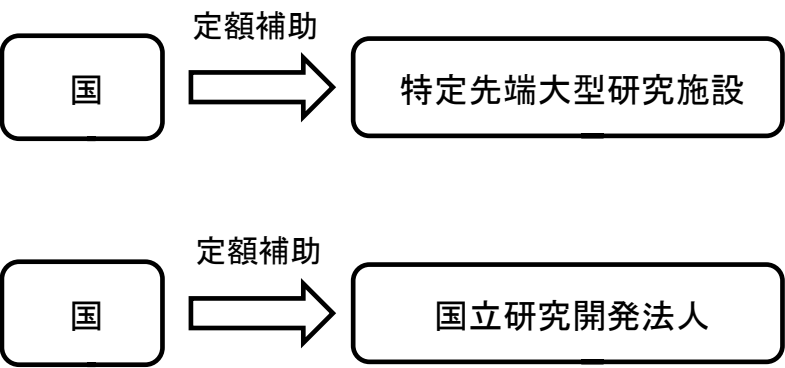 定額補助
国
特定先端大型研究施設
定額補助
国
国立研究開発法人